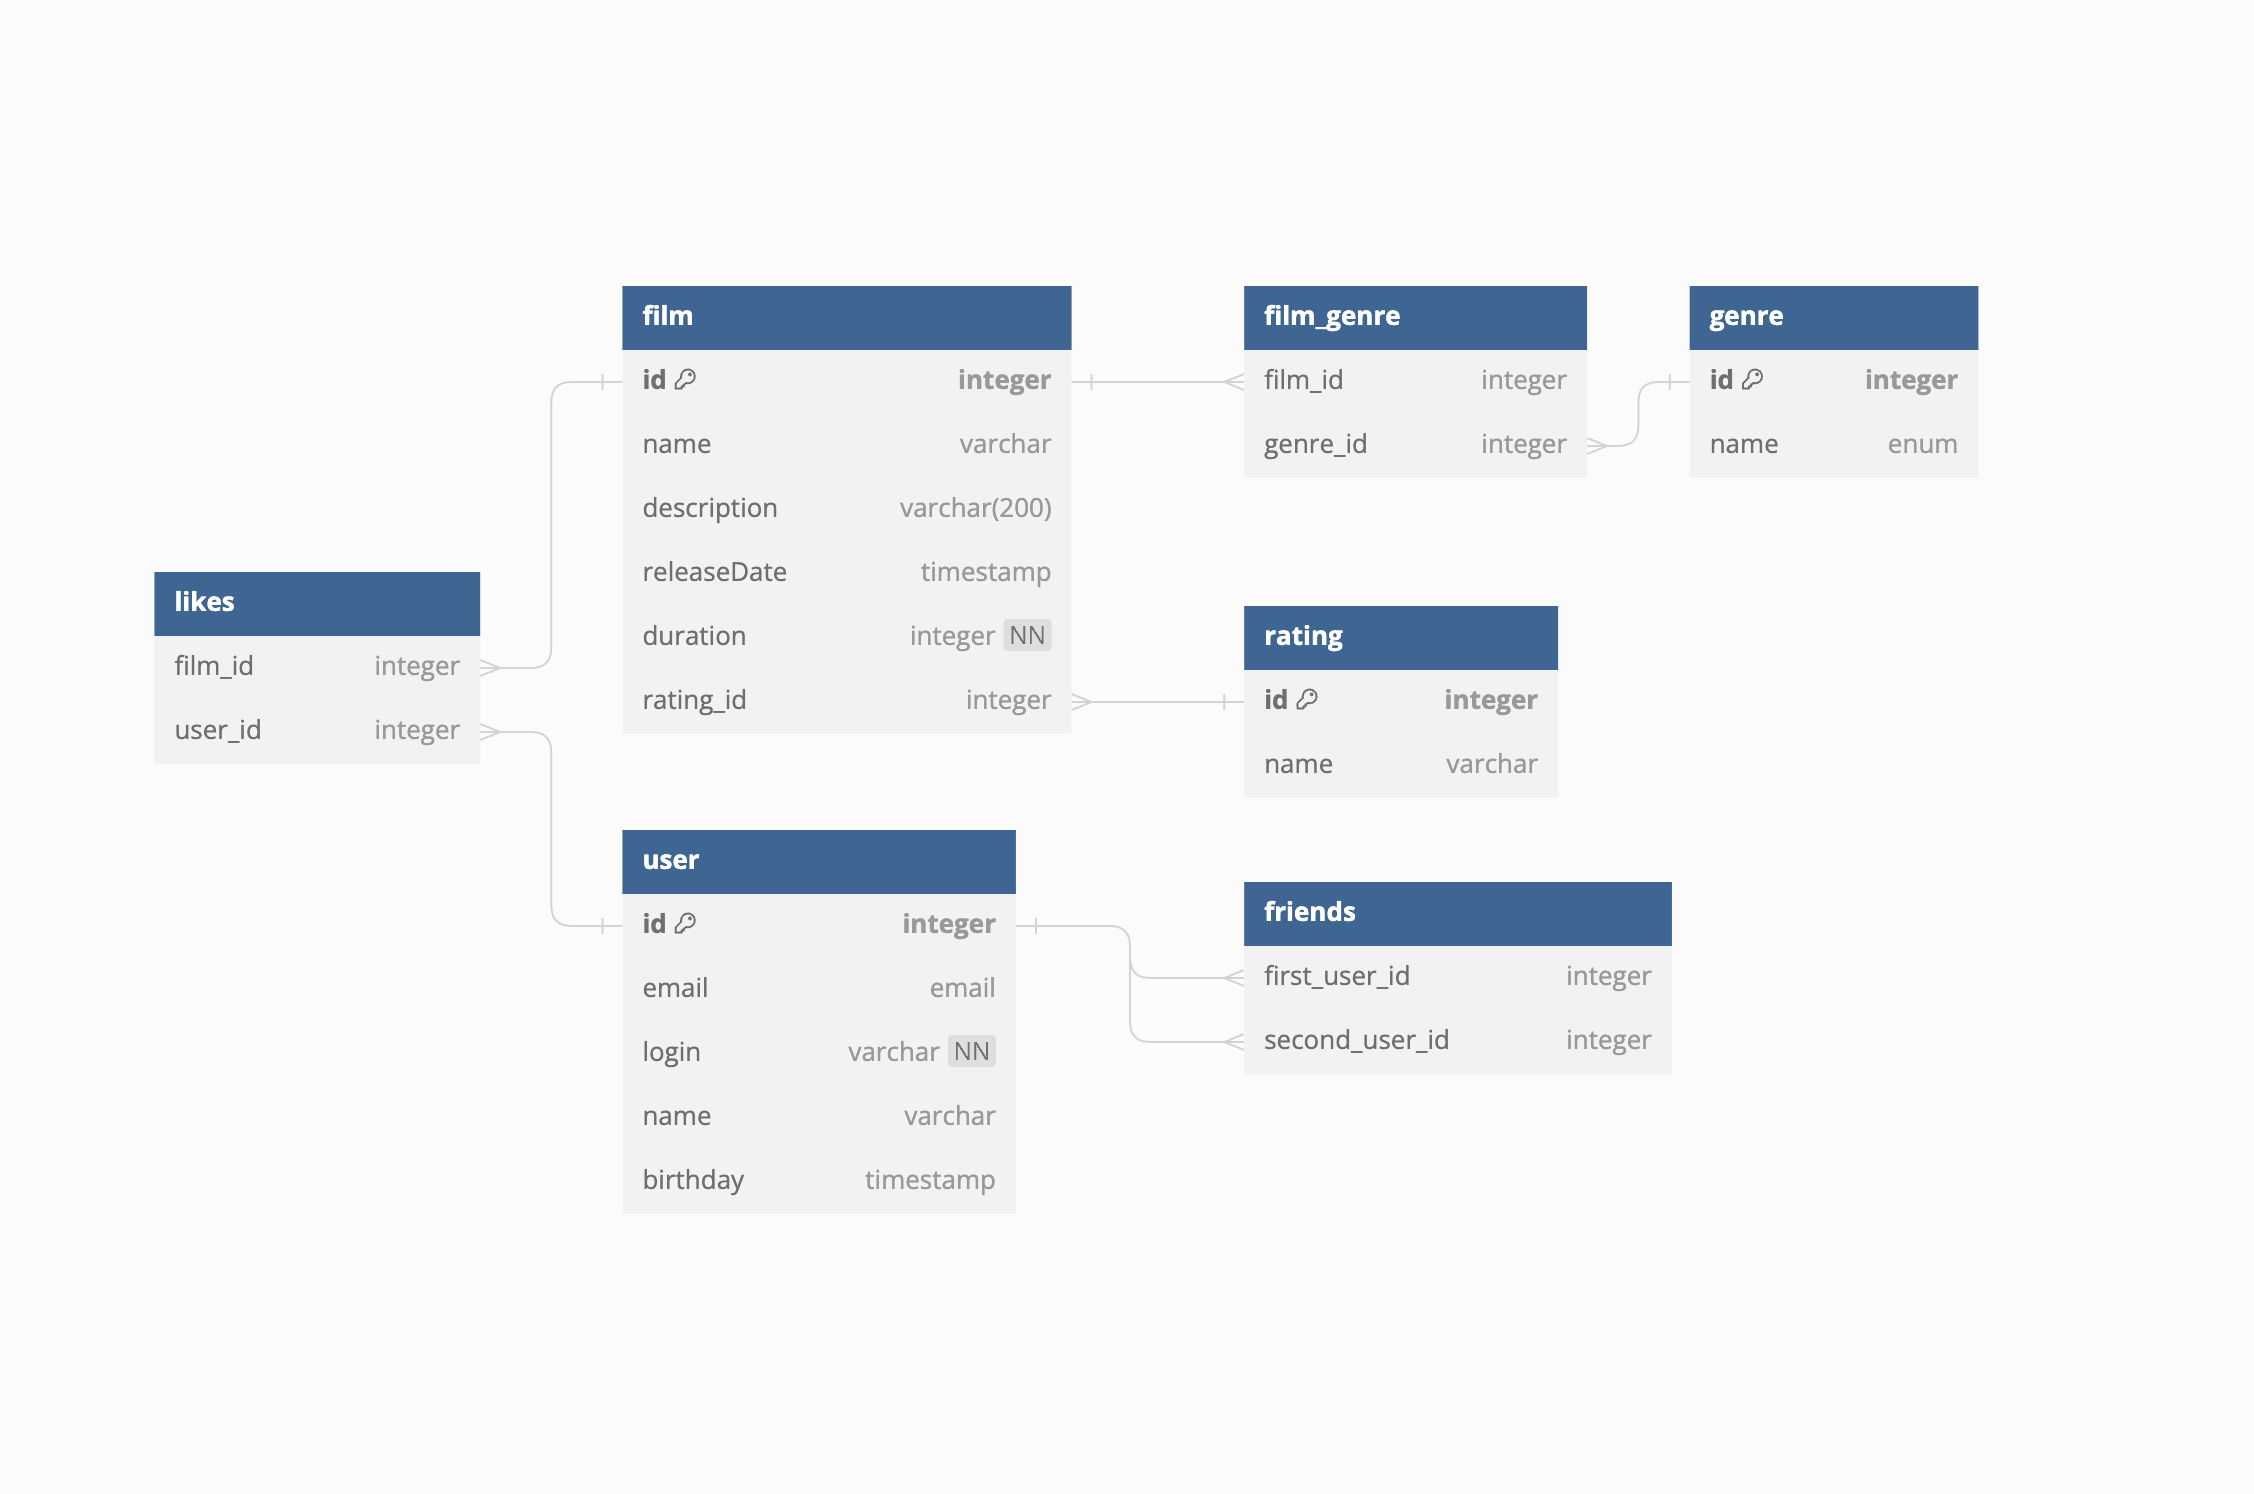 film
id integer
name varchar
description varchar(200)
releaseDate timestamp
duration integer NN
rating_id integer
film_genre
film_id integer
genre_id integer
genre
id integer
name enum
likes
film_id integer
user_id integer
rating
id integer
name varchar
user
id integer
email email
login varchar NN
name varchar
birthday timestamp
friends
first_user_id integer
second_user_id integer